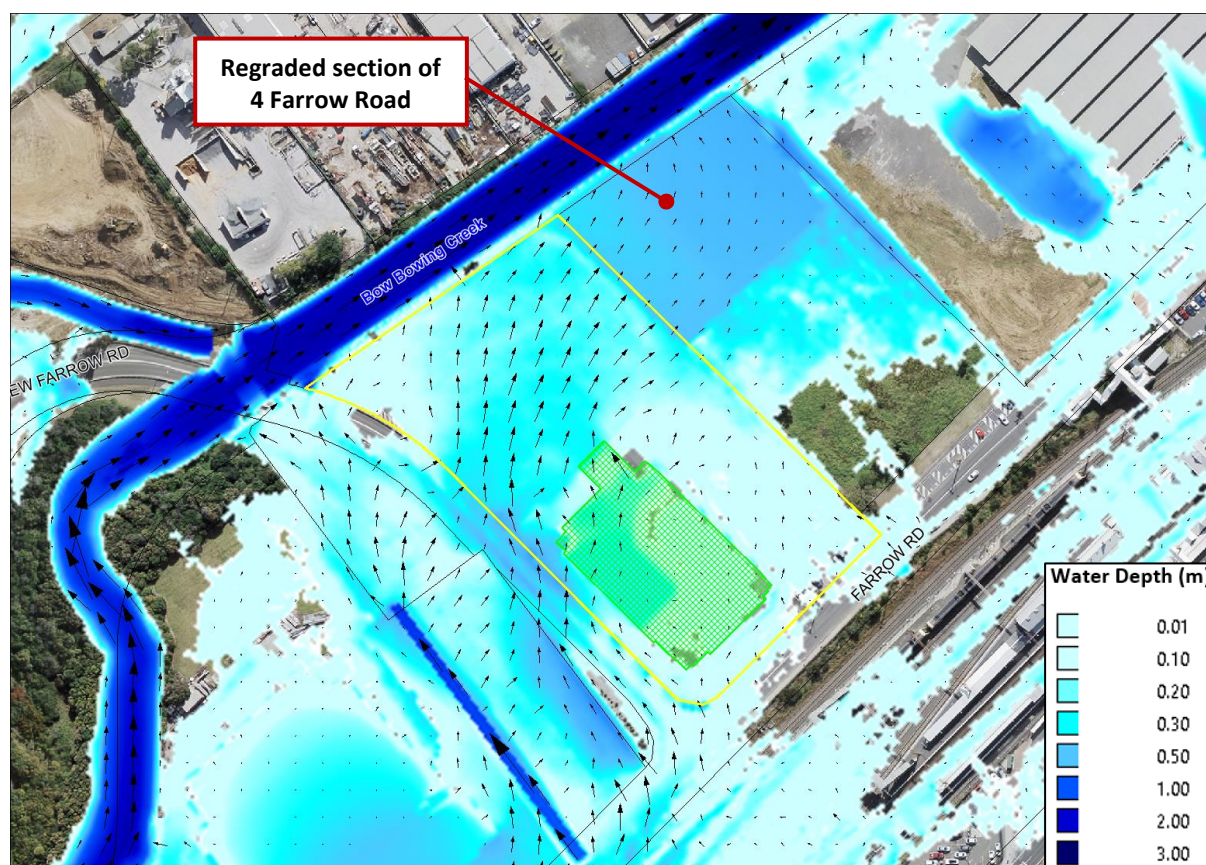 Regraded section of
4 Farrow Road
Bow Bowing Creek
EW FARROW RD
FARROW RD
Water Depth (m)
0.01
0.10
0.20
0.30
0.50
1.00
2.00
3.00